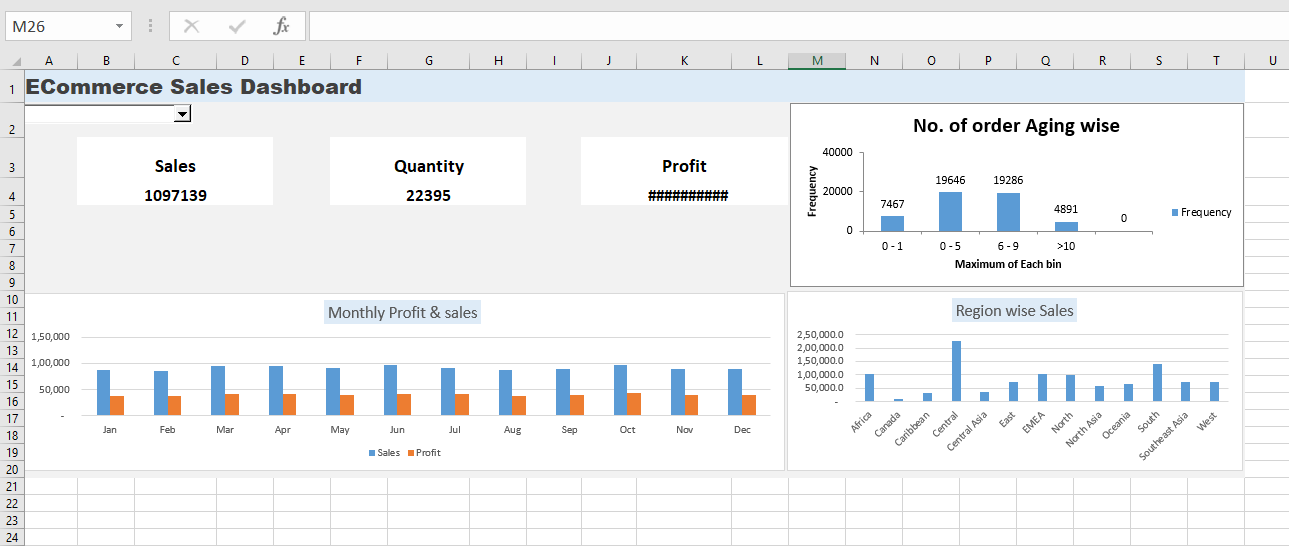 M26
fx
A B C D E F G H I J K L M N O P Q R S T U
1 ECommerce Sales Dashboard
2
3
4
5
6
7
8
9
10
11
12
13
14
15
16
17
18
19
20
21
22
23
24
Sales
1097139
Quantity
22395
Profit
##########
No. of order Aging wise
Frequency
40000
20000
0
7467
19646
19286
4891
0
0 - 1
0 - 5
6 - 9
>10
Maximum of Each bin
Frequency
Monthly Profit & sales
1,50,000
1,00,000
50,000
-
Jan Feb Mar Apr May Jun Jul Aug Sep Oct Nov Dec
Sales Profit
Region wise Sales
2,50,000.0
2,00,000.0
1,50,000.0
1,00,000.0
50,000.0
-
Africa
Canada
Caribbean
Central
Central Asia
East
EMEA
North
North Asia
Oceania
South
Southeast Asia
West